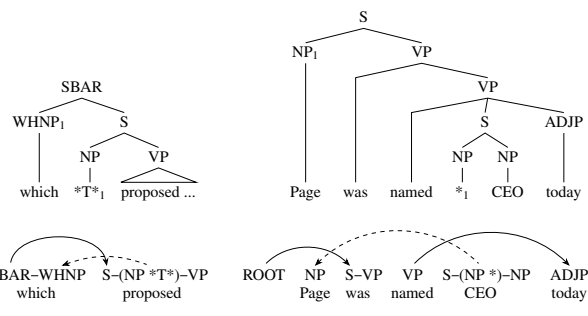 S
NP1 VP
SBAR VP
WHNP1 S S ADJP
NP VP NP NP
which *T*1 proposed ... Page was named *1 CEO today
BAR–WHNP S–(NP *T*)–VP ROOT NP S–VP VP S–(NP *)–NP ADJP
which proposed Page was named CEO today